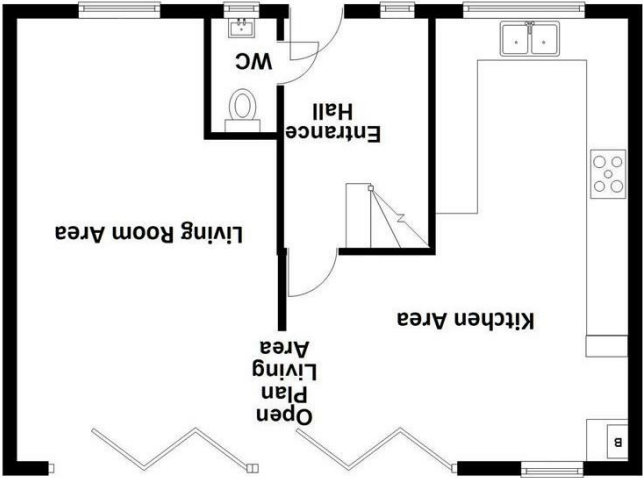 B
Open
Plan
Living
Area
Kitchen Area
Living Room Area
Entrance
Hall
WC